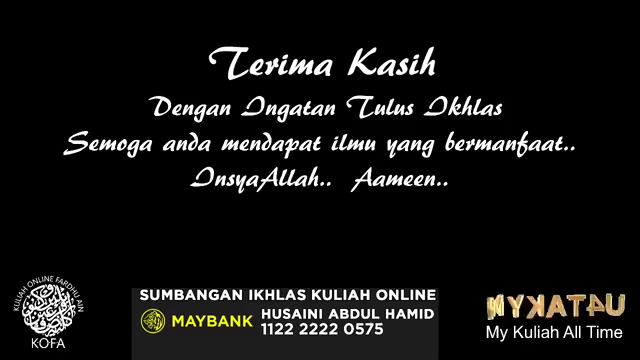 Terima Kasih
Dengan Ingatan Tulus Ikhlas
Semoga anda mendapat ilmu yang bermanfaat..
InsyaAllah.. Aameen..
KULIAH ONLINE FARDHU AIN
KOFA
SUMBANGAN IKHLAS KULIAH ONLINE
MAYBANK
HUSAINI ABDUL HAMID
1122 2222 0575
MYKAT4U
My Kuliah All Time